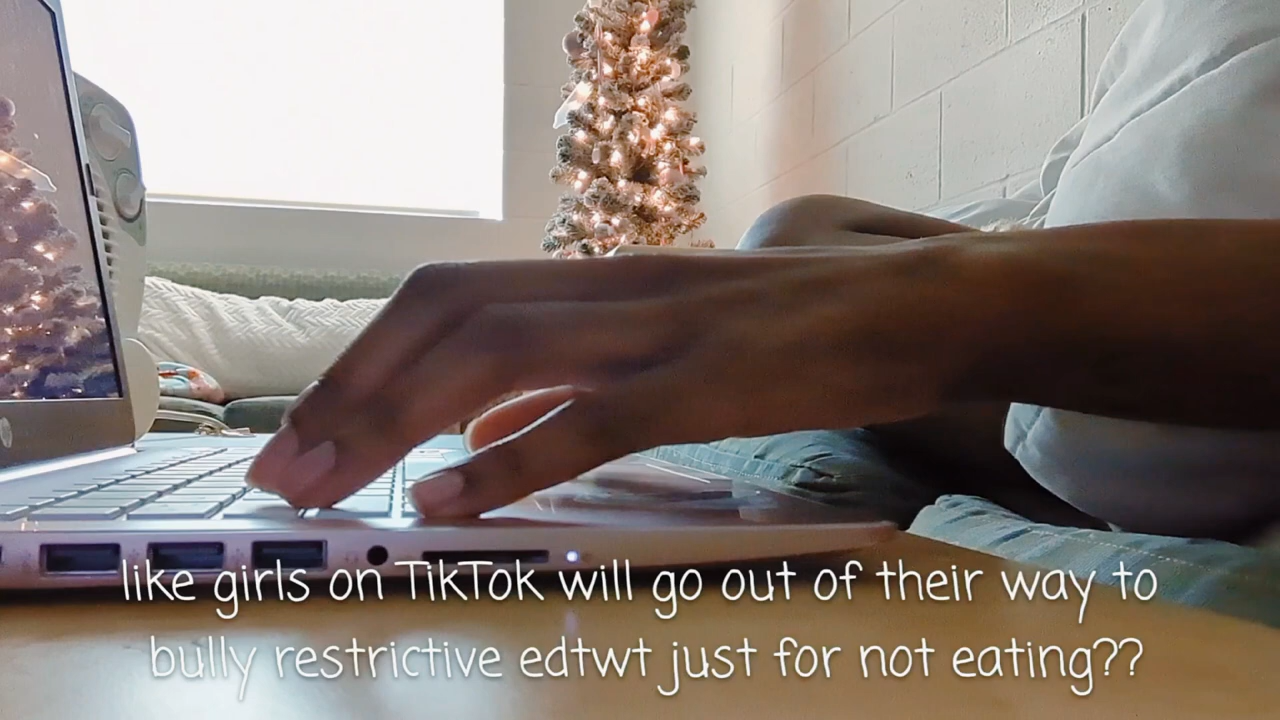 like girls on TikTok will go out of their way to
bully restrictive edtwt just for not eating??